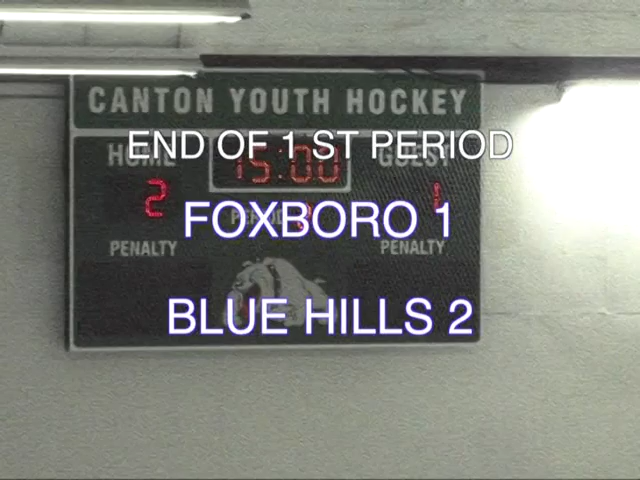 CANTON YOUTH HOCKEY
END OF 1 ST PERIOD
HOME 15:00 GUEST
2 1
FOXBORO 1
PERIOD
PENALTY PENALTY
BLUE HILLS 2